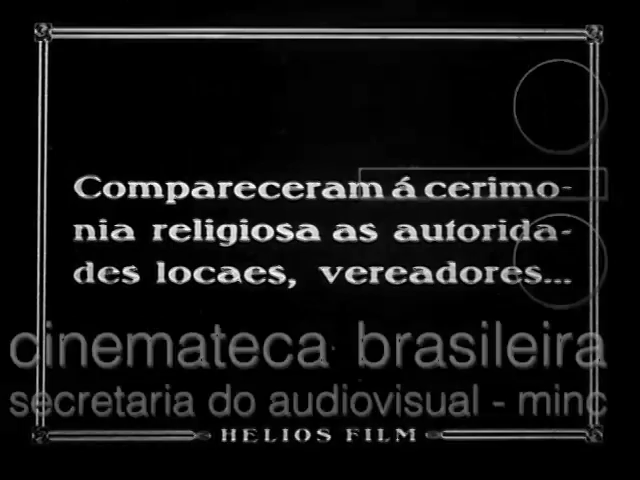 Compareceram á cerimo-
nia religiosa as autorida-
des locaes, vereadores...
cinemateca brasileira
secretaria do audiovisual - minc
HELIOS FILM